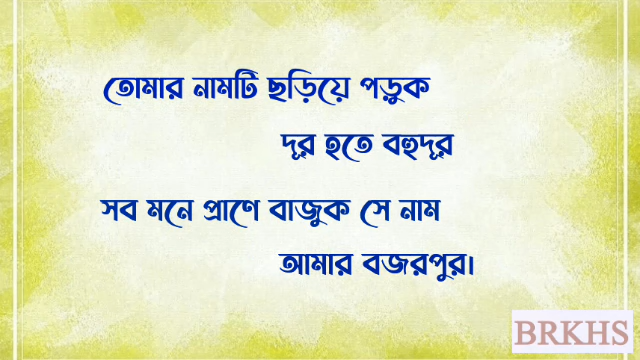 তোমার নামটি ছড়িয়ে পড়ুক
দূর হতে বহুদূর
সব মনে প্রাণে বাজুক সে নাম
আমার বজরপুর।
BRKHS